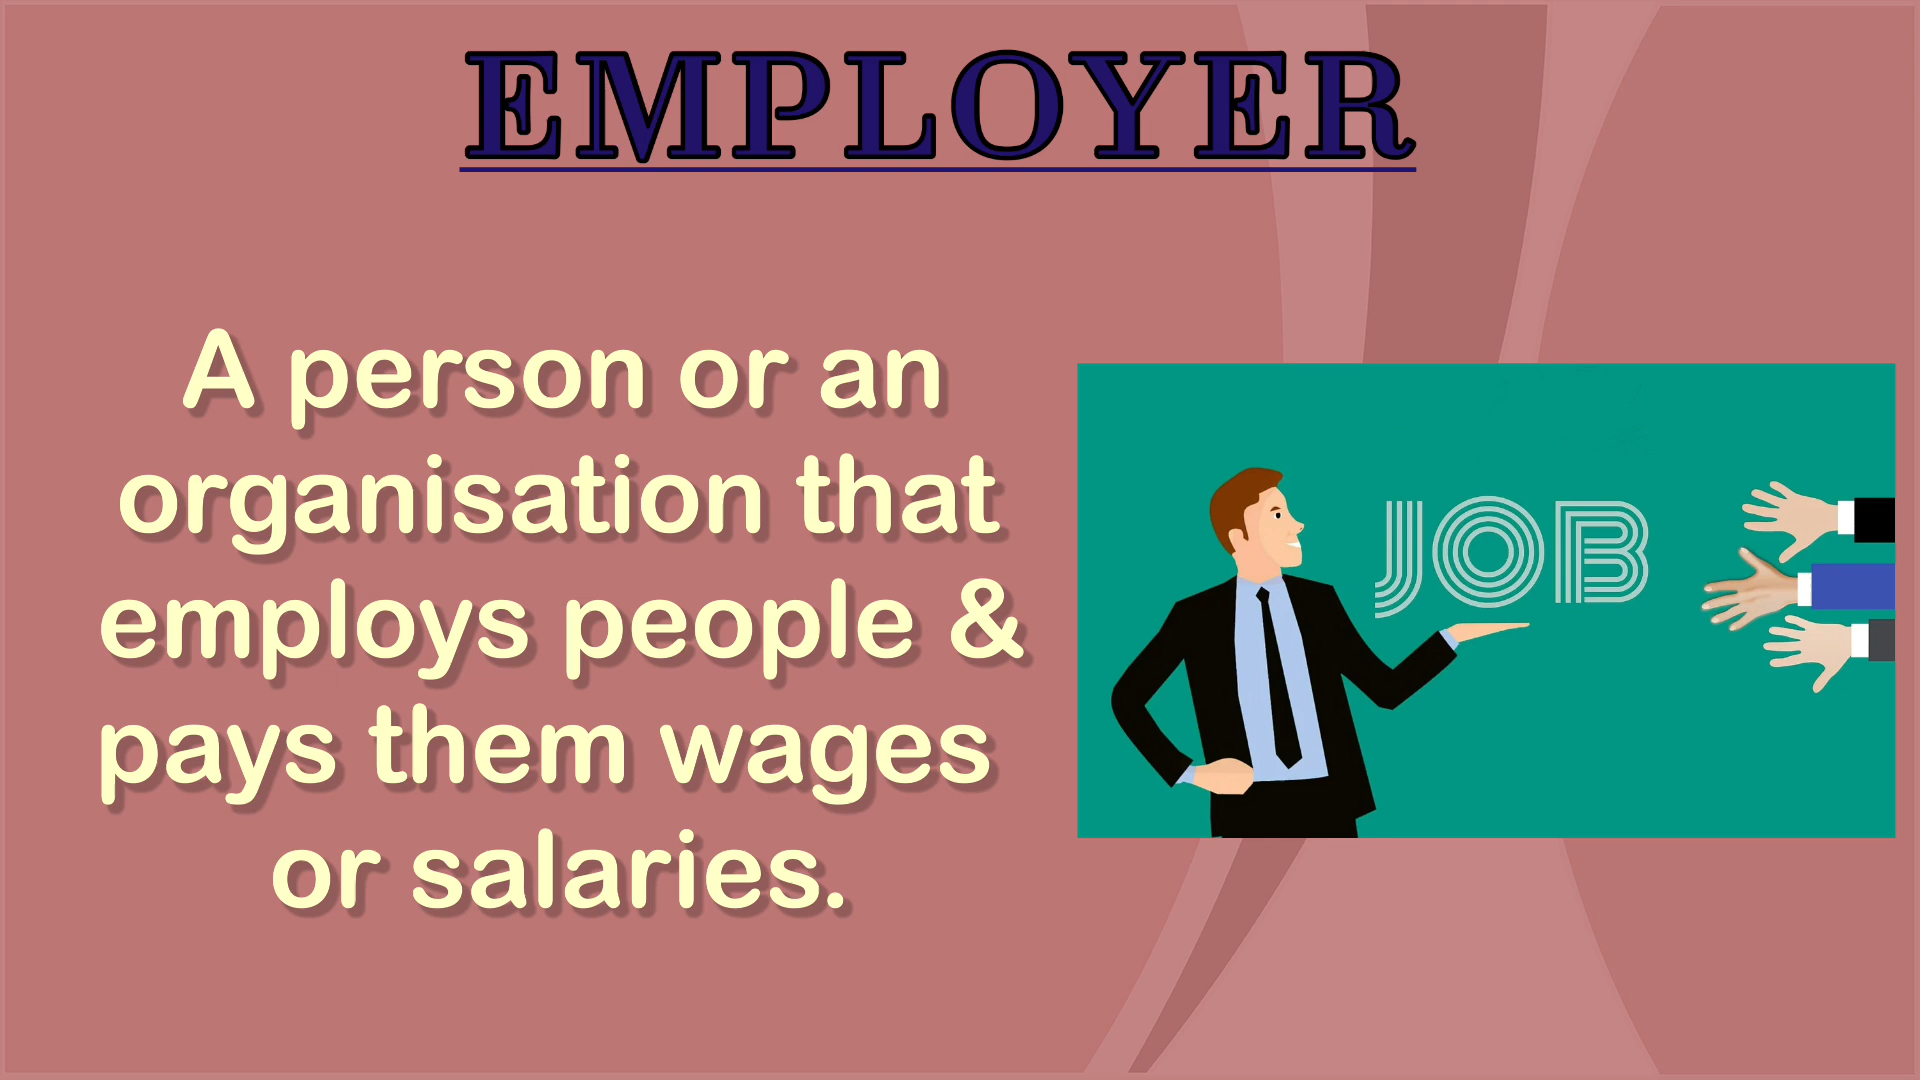 EMPLOYER
A person or an
organisation that
employs people &
pays them wages
or salaries.
JOB